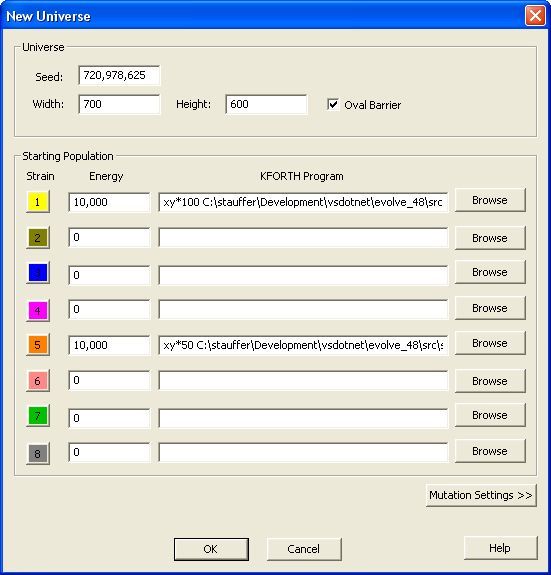 New Universe
Universe
Seed: 720,978,625
Width: 700 Height: 600 Oval Barrier
Starting Population
Strain Energy KFORTH Program
1 10,000 xy*100 C:\stauffer\Development\vsdotnet\evolve_48\src Browse
2 0 Browse
3 0 Browse
4 0 Browse
5 10,000 xy*50 C:\stauffer\Development\vsdotnet\evolve_48\src\s Browse
6 0 Browse
7 0 Browse
8 0 Browse
Mutation Settings >>
OK Cancel Help